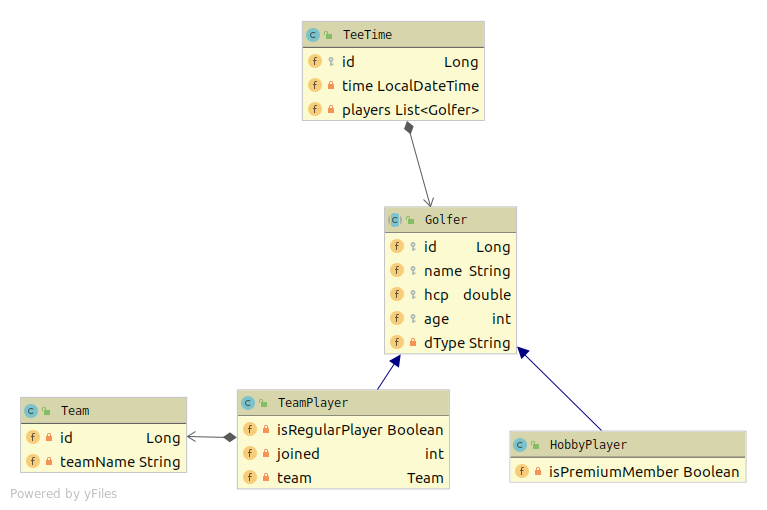 TeeTime
id Long
time LocalDateTime
players List<Golfer>
Golfer
id Long
name String
hcp double
age int
dType String
Team
id Long
teamName String
TeamPlayer
isRegularPlayer Boolean
joined int
team Team
HobbyPlayer
isPremiumMember Boolean
Powered by yFiles